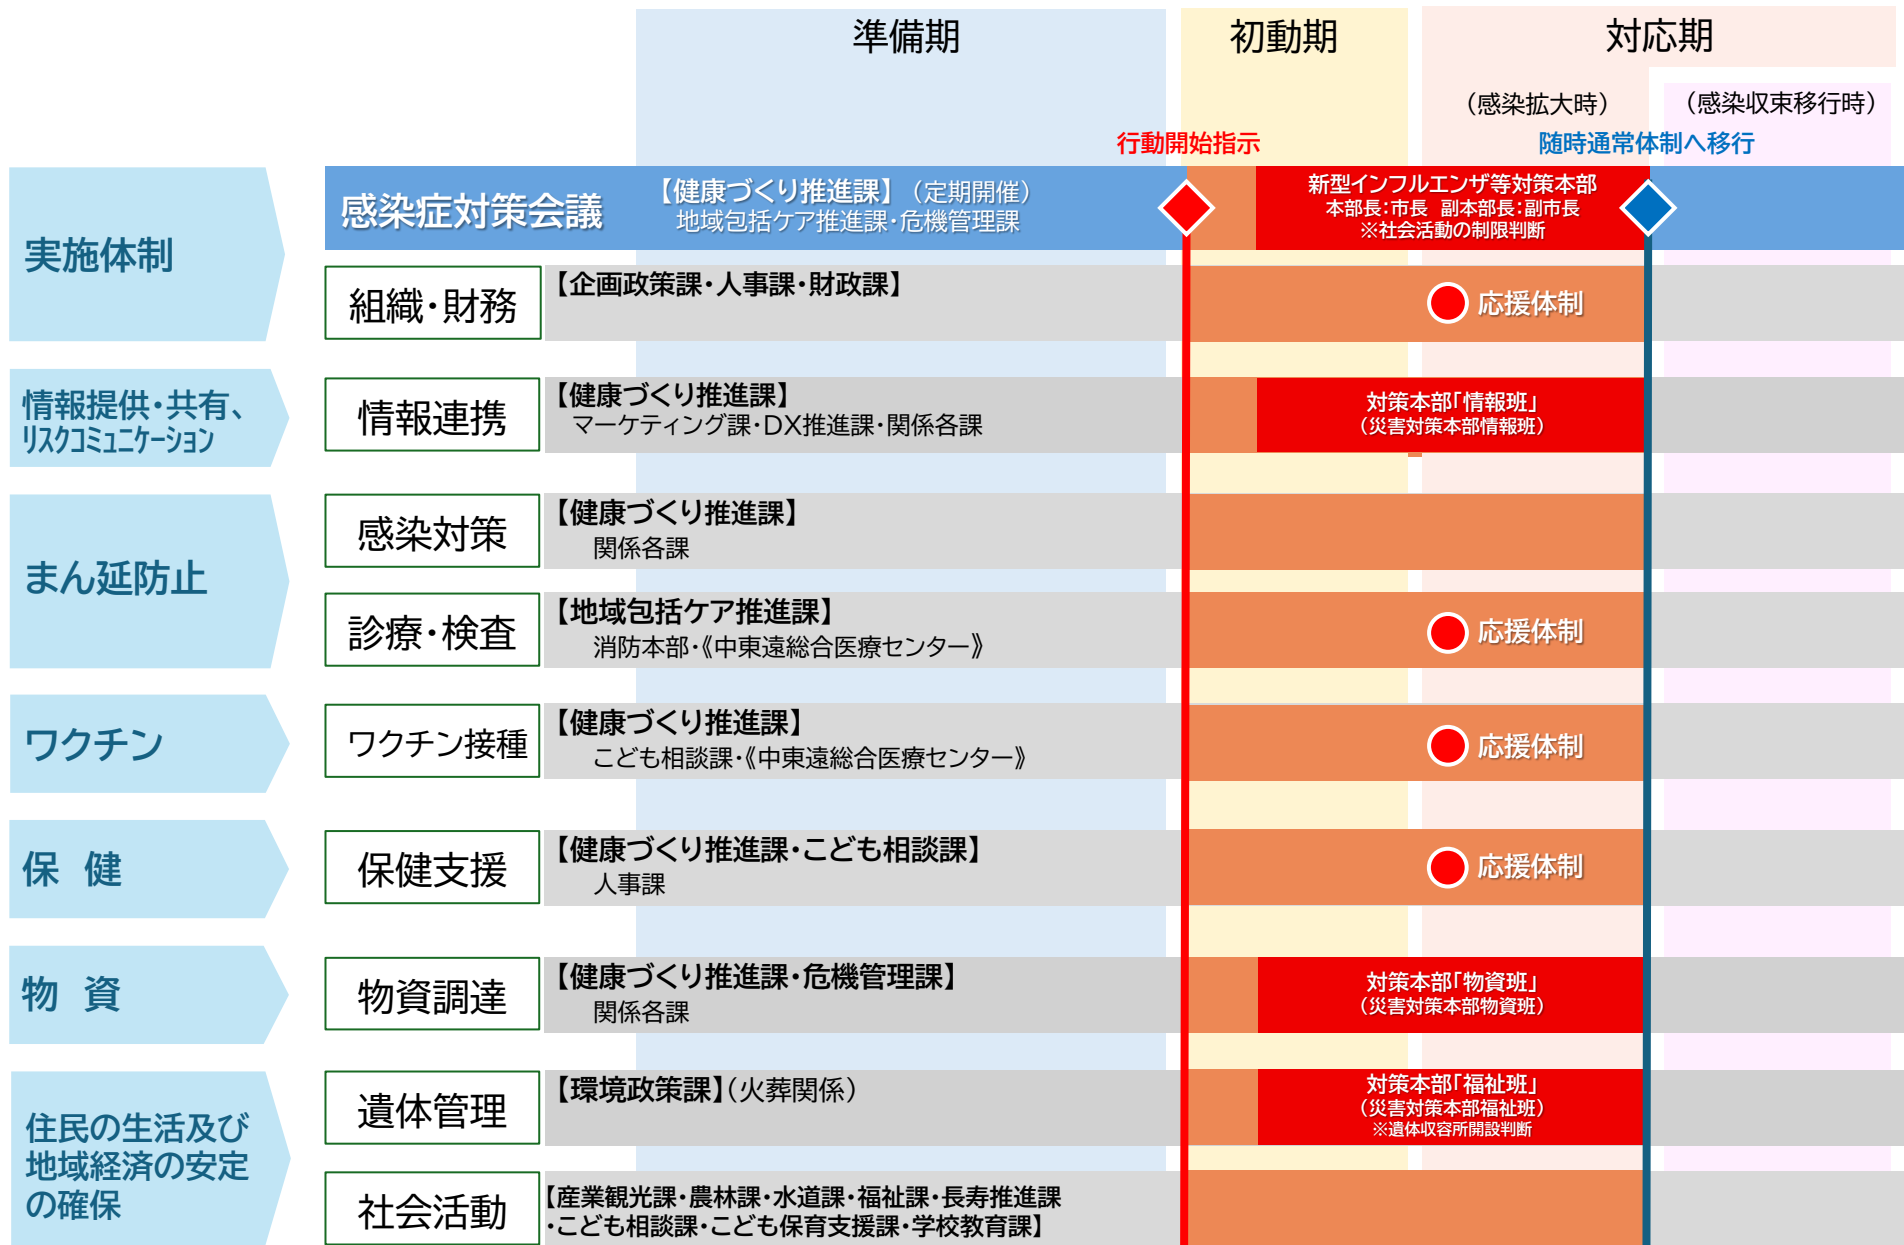 準備期
初動期
対応期
（感染拡大時）
（感染収束移行時）
行動開始指示
随時通常体制へ移行
実施体制
感染症対策会議
【健康づくり推進課】（定期開催）
地域包括ケア推進課・危機管理課
新型インフルエンザ等対策本部
本部長：市長　副本部長：副市長
※社会活動の制限判断
組織・財務
【企画政策課・人事課・財政課】
応援体制
情報提供・共有、
リスクコミュニケーション
情報連携
【健康づくり推進課】
マーケティング課・DX推進課・関係各課
対策本部「情報班」
（災害対策本部情報班）
まん延防止
感染対策
【健康づくり推進課】
関係各課
診療・検査
【地域包括ケア推進課】
消防本部・《中東遠総合医療センター》
応援体制
ワクチン
ワクチン接種
【健康づくり推進課】
こども相談課・《中東遠総合医療センター》
応援体制
保　健
保健支援
【健康づくり推進課・こども相談課】
人事課
応援体制
物　資
物資調達
【健康づくり推進課・危機管理課】
関係各課
対策本部「物資班」
（災害対策本部物資班）
住民の生活及び
地域経済の安定
の確保
遺体管理
【環境政策課】（火葬関係）
対策本部「福祉班」
（災害対策本部福祉班）
※遺体収容所開設判断
社会活動
【産業観光課・農林課・水道課・福祉課・長寿推進課
・こども相談課・こども保育支援課・学校教育課】